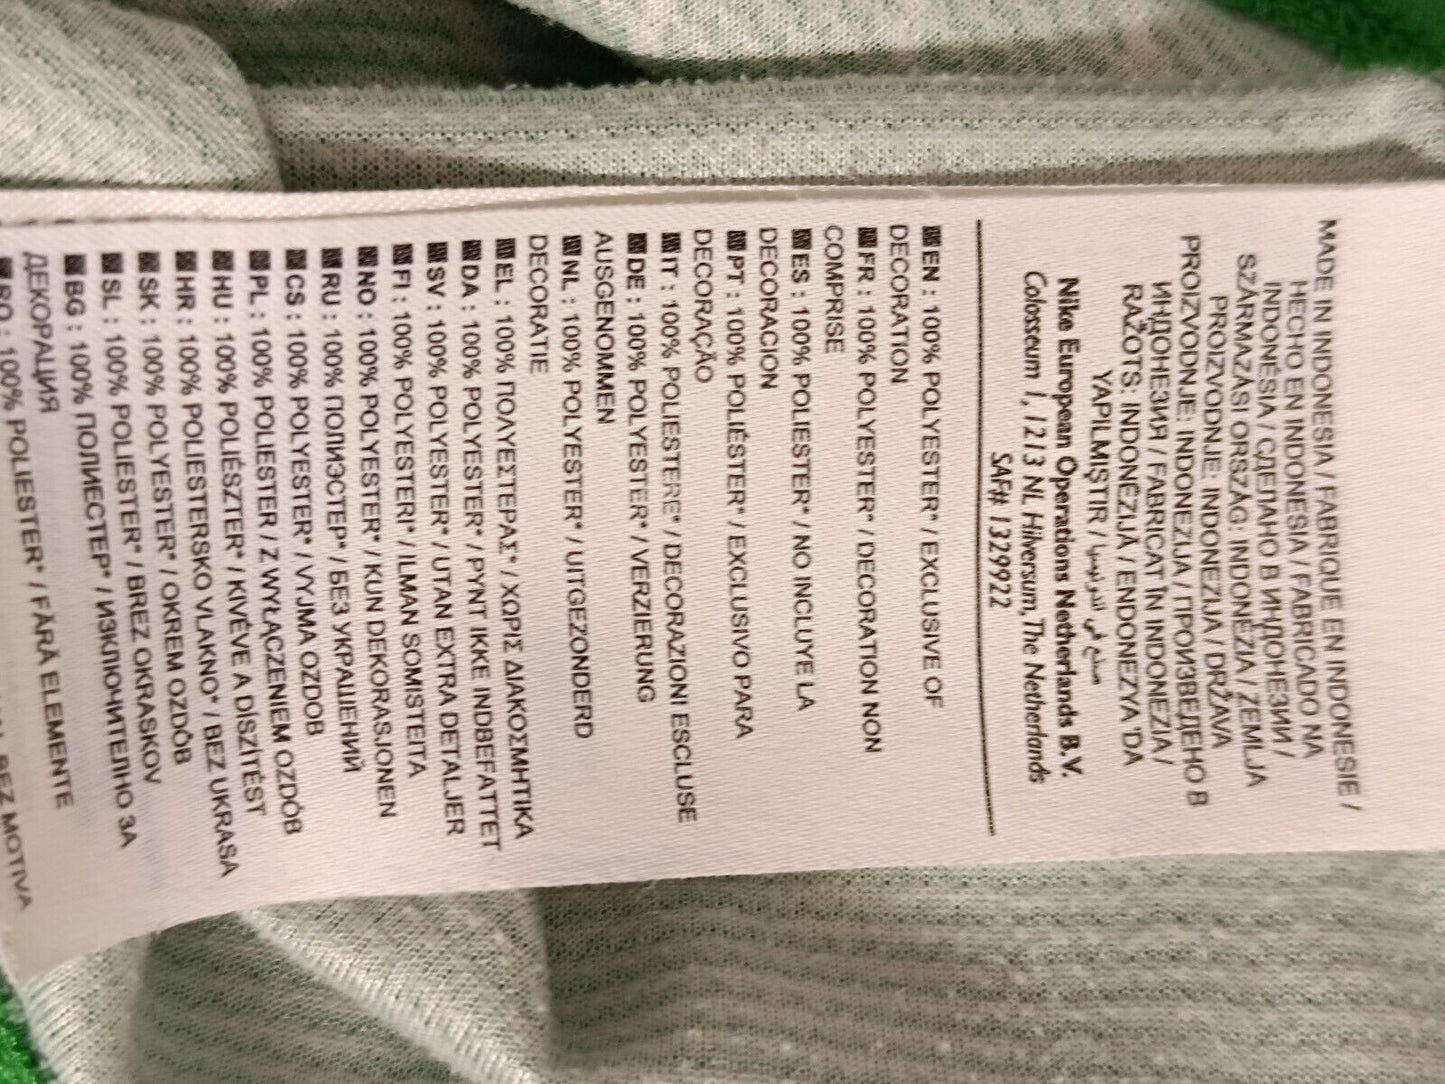 MADE IN INDONESIA / FABRIQUE EN INDONESIE /
HECHO EN INDONESIA / FABRICADO NA
INDONÉSIA / СДЕЛАНО В ИНДОНЕЗИИ /
SZÁRMAZÁSI ORSZÁG: INDONÉZIA / ZEMLJA
PROIZVODNJE: INDONEZIJA / DRŽAVA
PROIZVODNJE: INDONEZIJA / ПРОИЗВЕДЕНО В
ИНДОНЕЗИЯ / FABRICAT ÎN INDONEZIA /
RAŽOTS: INDONĒZIJĀ / ENDONEZYA 'DA
YAPILMIŞTIR / صنع في اندونيسيا
Nike European Operations Netherlands B.V.
Colosseum 1, 1213 NL Hilversum, The Netherlands
SAF# 1329922
EN : 100% POLYESTER* / EXCLUSIVE OF
DECORATION
FR : 100% POLYESTER* / DECORATION NON
COMPRISE
ES : 100% POLIESTER* / NO INCLUYE LA
DECORACION
PT : 100% POLIÉSTER* / EXCLUSIVO PARA
DECORAÇÃO
IT : 100% POLIESTERE* / DECORAZIONI ESCLUSE
DE : 100% POLYESTER* / VERZIERUNG
AUSGENOMMEN
NL : 100% POLYESTER* / UITGEZONDERD
DECORATIE
EL : 100% ΠΟΛΥΕΣΤΕΡΑΣ* / ΧΩΡΙΣ ΔΙΑΚΟΣΜΗΤΙΚΑ
DA : 100% POLYESTER* / PYNT IKKE INDBEFATTET
SV : 100% POLYESTER* / UTAN EXTRA DETALJER
FI : 100% POLYESTERI* / ILMAN SOMISTEITA
NO : 100% POLYESTER* / KUN DEKORASJONEN
RU : 100% ПОЛИЭСТЕР* / БЕЗ УКРАШЕНИЙ
CS : 100% POLYESTER* / VYJMA OZDOB
PL : 100% POLIESTER / Z WYŁĄCZENIEM OZDÓB
HU : 100% POLIÉSZTER* / KIVÉVE A DÍSZÍTÉST
HR : 100% POLIESTERSKO VLAKNO* / BEZ UKRASA
SK : 100% POLYESTER* / OKREM OZDÔB
SL : 100% POLIESTER* / BREZ OKRASKOV
BG : 100% ПОЛИЕСТЕР* / ИЗКЛЮЧИТЕЛНО ЗА
ДЕКОРАЦИЯ
RO : 100% POLIESTER* / FĂRĂ ELEMENTE
BEZ MOTIVA